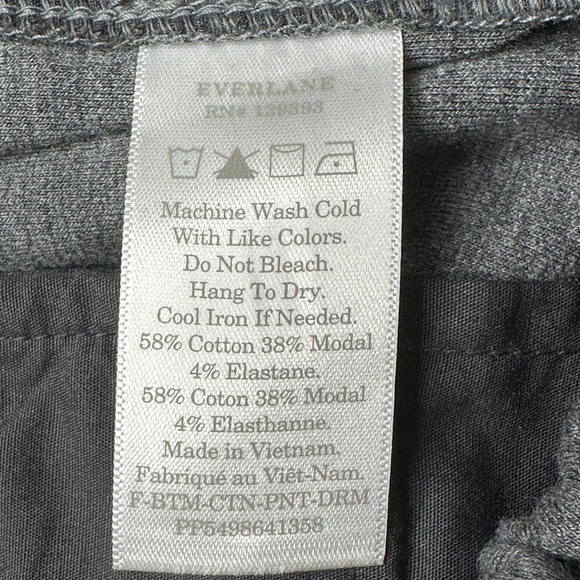 EVERLANE
RN# 139393
Machine Wash Cold
With Like Colors.
Do Not Bleach.
Hang To Dry.
Cool Iron If Needed.
58% Cotton 38% Modal
4% Elastane.
58% Coton 38% Modal
4% Elasthanne.
Made in Vietnam.
Fabriqué au Viêt-Nam.
F-BTM-CTN-PNT-DRM
PP5498641358